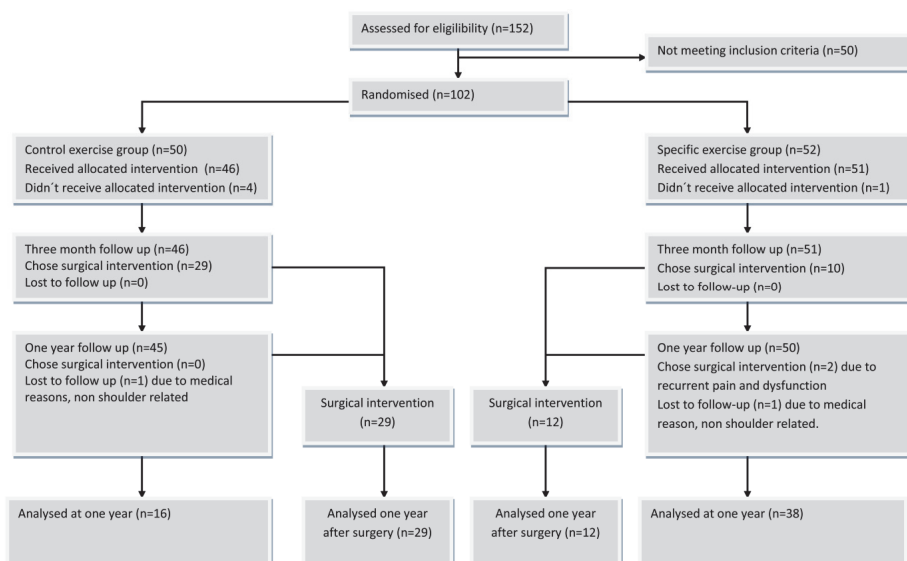 Assessed for eligilibility (n=152)
Not meeting inclusion criteria (n=50)
Randomised (n=102)
Control exercise group (n=50)
Received allocated intervention (n=46)
Didn´t receive allocated intervention (n=4)
Specific exercise group (n=52)
Received allocated intervention (n=51)
Didn´t receive allocated intervention (n=1)
Three month follow up (n=46)
Chose surgical intervention (n=29)
Lost to follow up (n=0)
Three month follow up (n=51)
Chose surgical intervention (n=10)
Lost to follow-up (n=0)
One year follow up (n=45)
Chose surgical intervention (n=0)
Lost to follow up (n=1) due to medical
reasons, non shoulder related
Surgical intervention
(n=29)
Surgical intervention
(n=12)
One year follow up (n=50)
Chose surgical intervention (n=2) due to
recurrent pain and dysfunction
Lost to follow-up (n=1) due to medical
reason, non shoulder related.
Analysed at one year (n=16)
Analysed one year
after surgery (n=29)
Analysed one year
after surgery (n=12)
Analysed at one year (n=38)